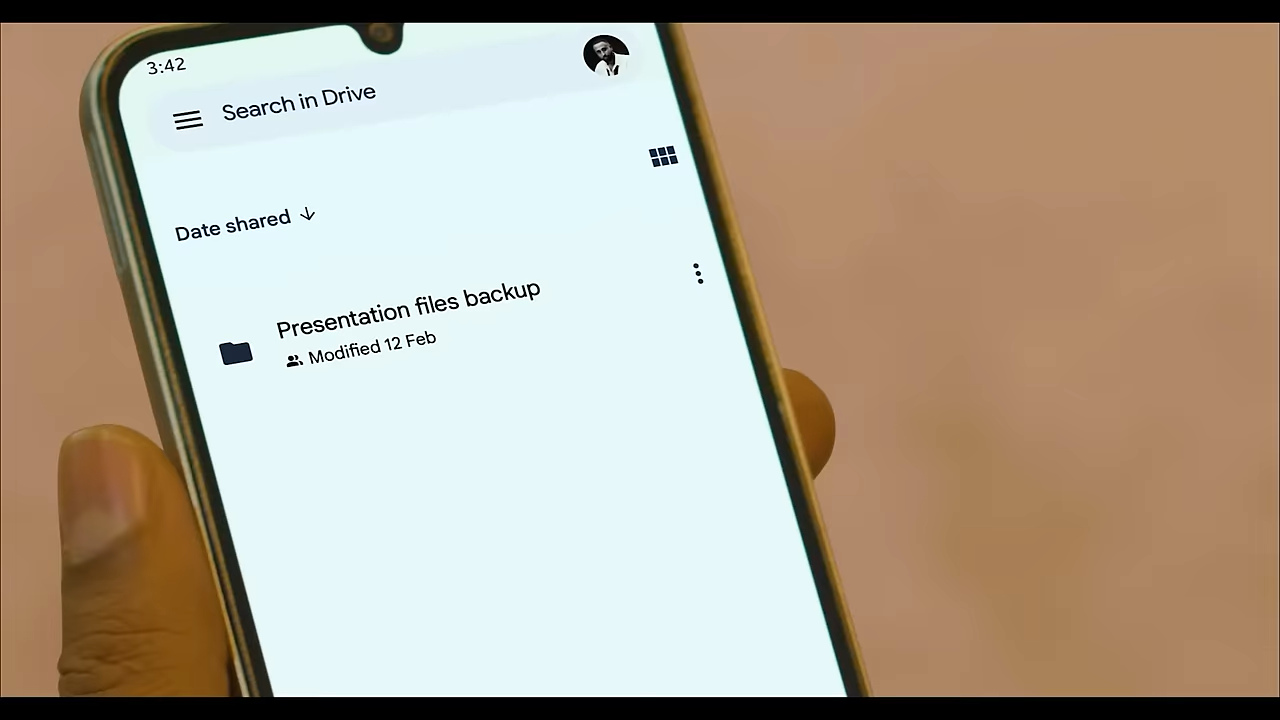 3:42
Search in Drive
Date shared
Presentation files backup
Modified 12 Feb